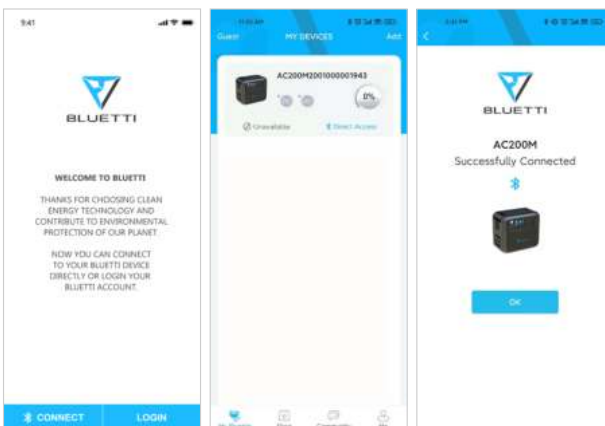 9:41
BLUETTI
WELCOME TO BLUETTI
THANKS FOR CHOOSING CLEAN
ENERGY TECHNOLOGY AND
CONTRIBUTE TO ENVIRONMENTAL
PROTECTION OF OUR PLANET
NOW YOU CAN CONNECT
TO YOUR BLUETTI DEVICE
DIRECTLY OR LOGIN YOUR
BLUETTI ACCOUNT.
CONNECT LOGIN
Guest MY DEVICES Add
AC200M2001000001943
0%
Unavailable Direct Access
Community
Me
BLUETTI
AC200M
Successfully Connected
OK